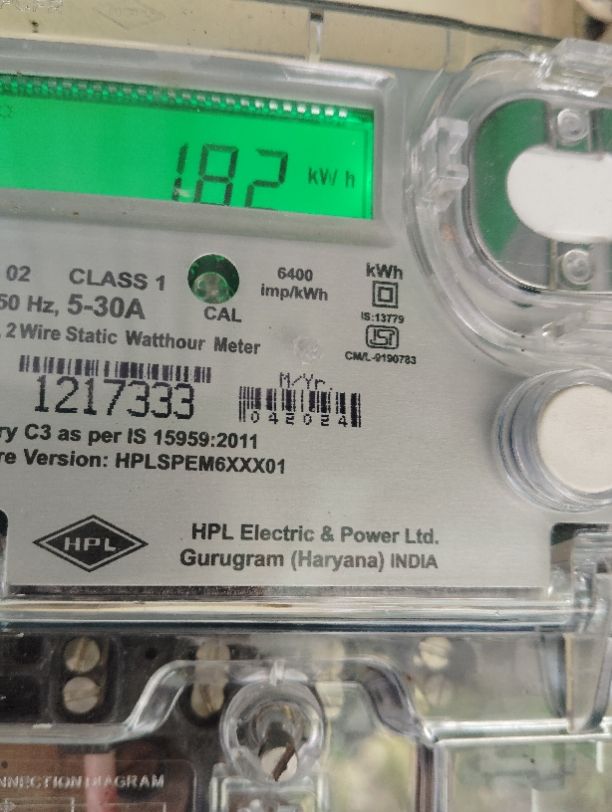 182 kWh
02 CLASS 1
50 Hz, 5-30A
CAL
6400
imp/kWh
kWh
IS:13779
ISI
CM/L-9190783
, 2 Wire Static Watthour Meter
1217333
M/Yr.
042024
ry C3 as per IS 15959:2011
re Version: HPLSPEM6XXX01
HPL
HPL Electric & Power Ltd.
Gurugram (Haryana) INDIA
NNECTION DIAGRAM